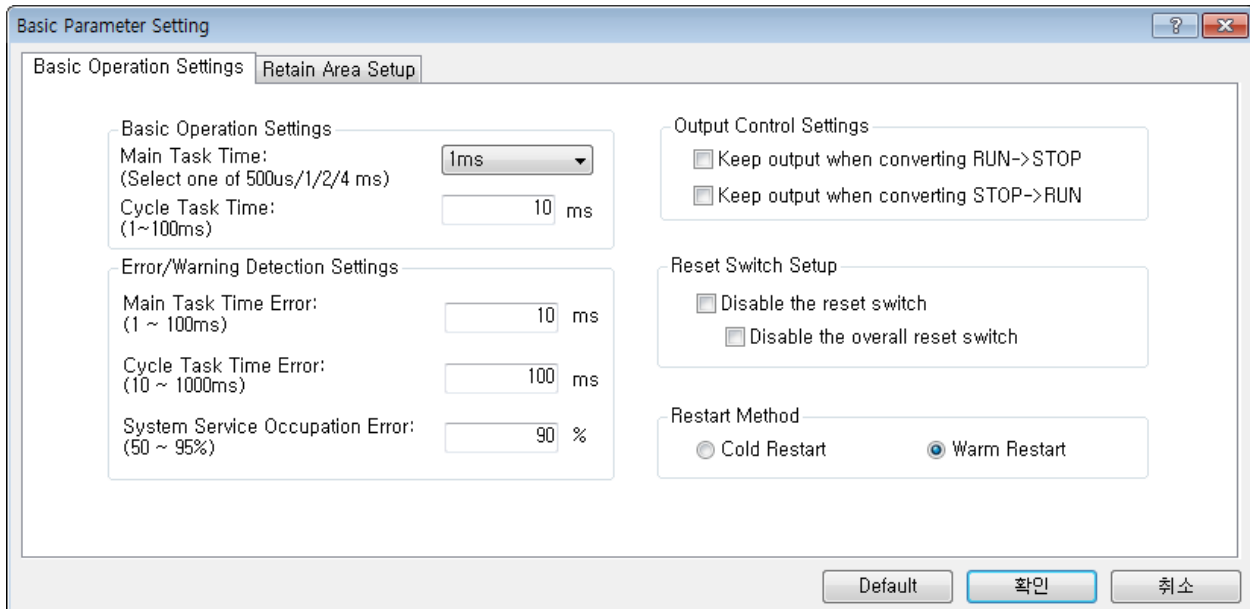 Basic Parameter Setting
Basic Operation Settings
Retain Area Setup
Basic Operation Settings
Main Task Time:
1ms
(Select one of 500us/1/2/4 ms)
Cycle Task Time:
10 ms
(1~100ms)
Error/Warning Detection Settings
Main Task Time Error:
10 ms
(1 ~ 100ms)
Cycle Task Time Error:
100 ms
(10 ~ 1000ms)
System Service Occupation Error:
90 %
(50 ~ 95%)
Output Control Settings
Keep output when converting RUN->STOP
Keep output when converting STOP->RUN
Reset Switch Setup
Disable the reset switch
Disable the overall reset switch
Restart Method
Cold Restart
Warm Restart
Default
확인
취소